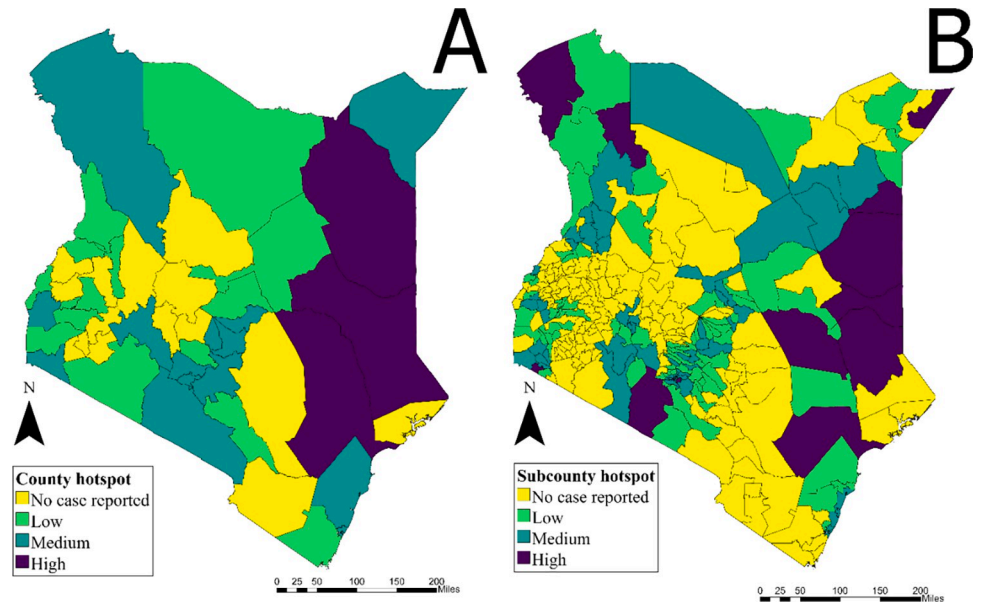 A
B
N
County hotspot
No case reported
Low
Medium
High
0 25 50 100 150 200
Miles
N
Subcounty hotspot
No case reported
Low
Medium
High
0 25 50 100 150 200
Miles